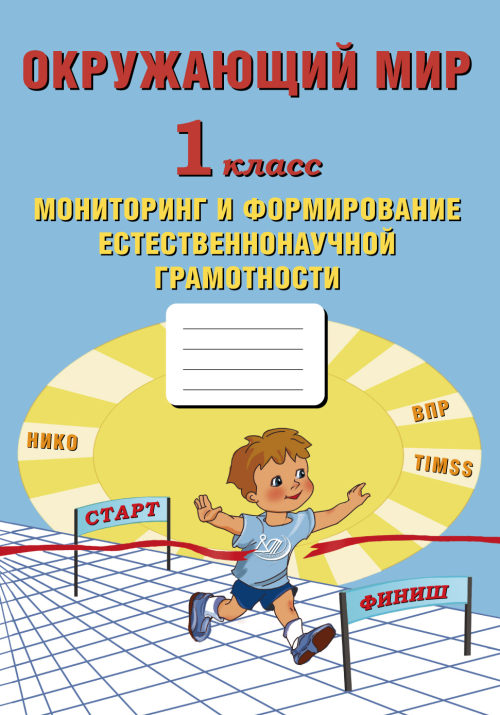 ОКРУЖАЮЩИЙ МИР
1 класс
МОНИТОРИНГ И ФОРМИРОВАНИЕ
ЕСТЕСТВЕННОНАУЧНОЙ
ГРАМОТНОСТИ
ВПР
НИКО
TIMSS
СТАРТ
ФИНИШ